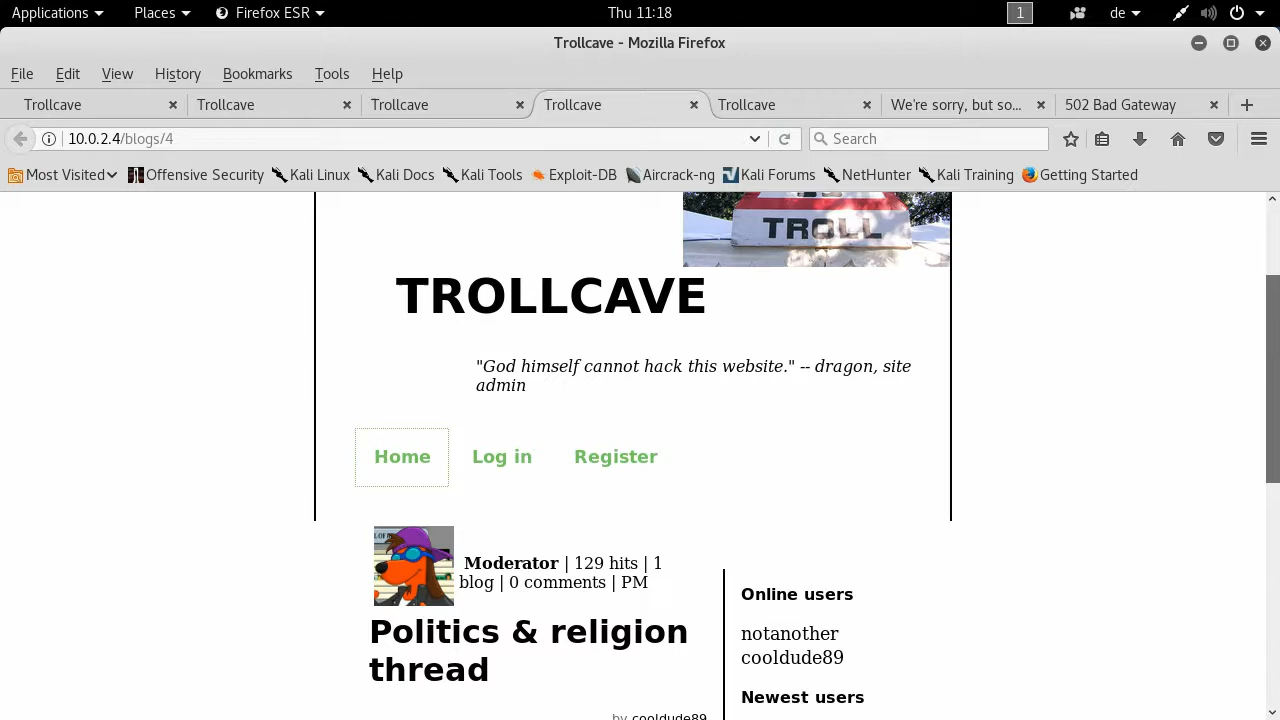 Applications Places Firefox ESR Thu 11:18 1 de
Trollcave - Mozilla Firefox
File Edit View History Bookmarks Tools Help
Trollcave Trollcave Trollcave Trollcave Trollcave We're sorry, but so... 502 Bad Gateway
10.0.2.4/blogs/4 Search
Most Visited Offensive Security Kali Linux Kali Docs Kali Tools Exploit-DB Aircrack-ng Kali Forums NetHunter Kali Training Getting Started
TROLL
TROLLCAVE
"God himself cannot hack this website." -- dragon, site
admin
Home Log in Register
Moderator | 129 hits | 1
blog | 0 comments | PM
Politics & religion
thread
by cooldude89
Online users
notanother
cooldude89
Newest users